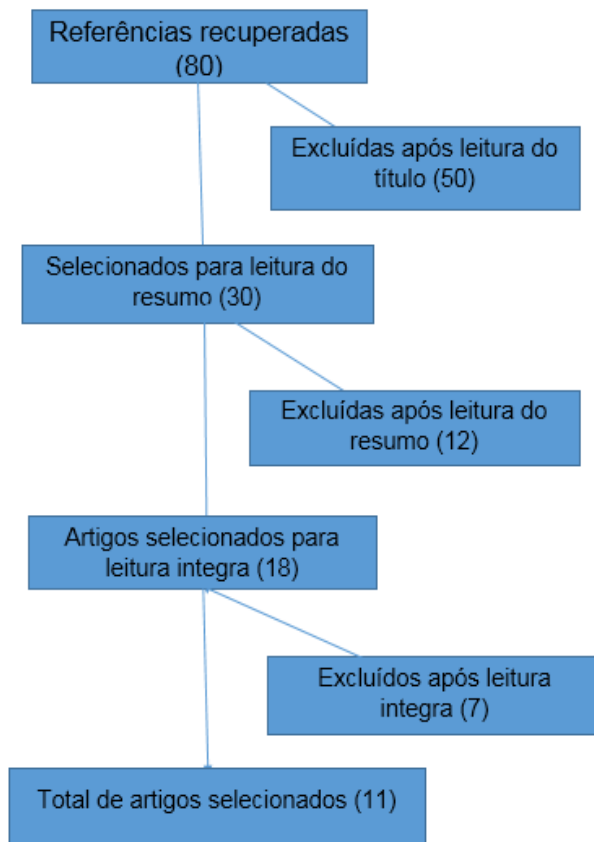 Referências recuperadas
(80)
Excluídas após leitura do
título (50)
Selecionados para leitura do
resumo (30)
Excluídas após leitura do
resumo (12)
Artigos selecionados para
leitura integra (18)
Excluídos após leitura
integra (7)
Total de artigos selecionados (11)